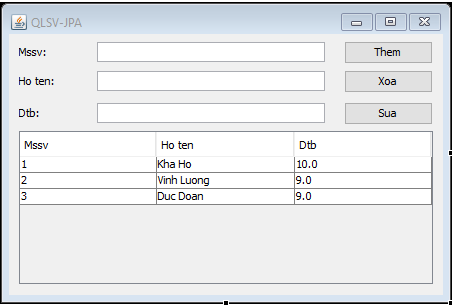 QLSV-JPA
Mssv: Them
Ho ten: Xoa
Dtb: Sua
Mssv Ho ten Dtb
1 Kha Ho 10.0
2 Vinh Luong 9.0
3 Duc Doan 9.0